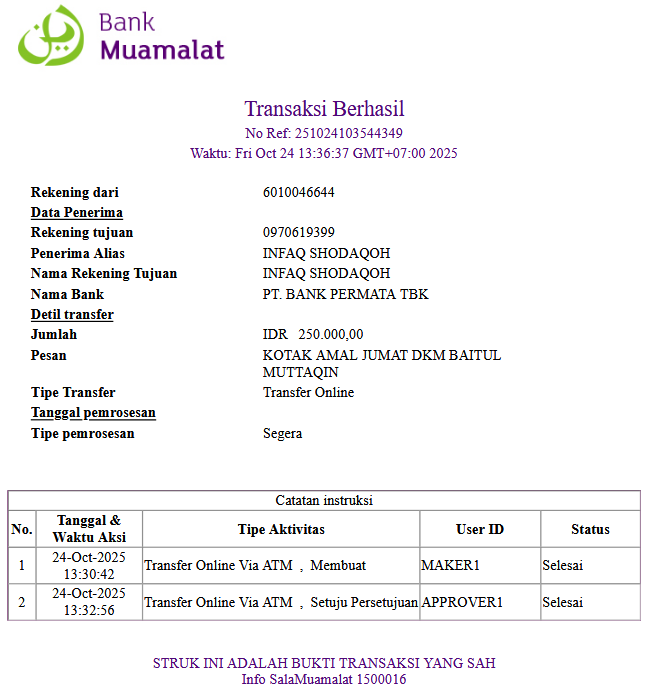 Bank
Muamalat
Transaksi Berhasil
No Ref: 251024103544349
Waktu: Fri Oct 24 13:36:37 GMT+07:00 2025
Rekening dari 6010046644
Data Penerima
Rekening tujuan 0970619399
Penerima Alias INFAQ SHODAQOH
Nama Rekening Tujuan INFAQ SHODAQOH
Nama Bank PT. BANK PERMATA TBK
Detil transfer
Jumlah IDR 250.000,00
Pesan KOTAK AMAL JUMAT DKM BAITUL
MUTTAQIN
Tipe Transfer Transfer Online
Tanggal pemrosesan
Tipe pemrosesan Segera
Catatan instruksi
No. Tanggal & Waktu Aksi Tipe Aktivitas User ID Status
1 24-Oct-2025 13:30:42 Transfer Online Via ATM , Membuat MAKER1 Selesai
2 24-Oct-2025 13:32:56 Transfer Online Via ATM , Setuju Persetujuan APPROVER1 Selesai
STRUK INI ADALAH BUKTI TRANSAKSI YANG SAH
Info SalaMuamalat 1500016